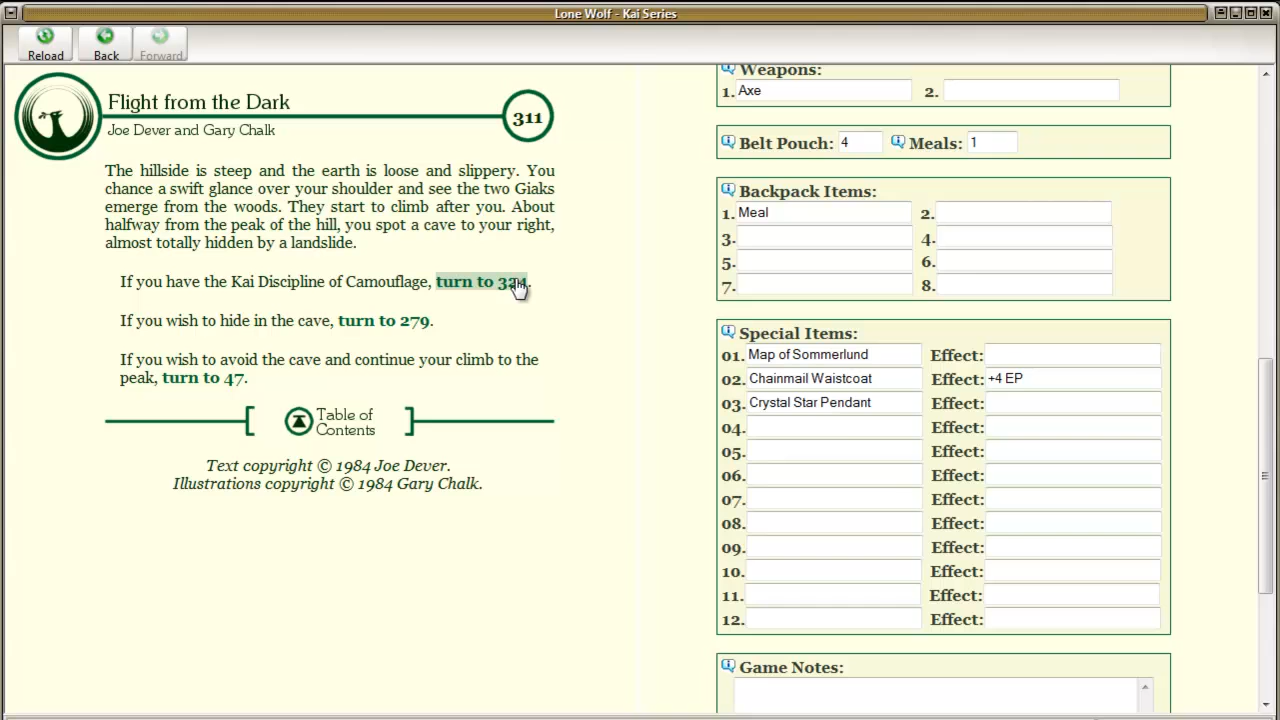 Lone Wolf - Kai Series
Reload
Back
Forward
Flight from the Dark
311
Joe Dever and Gary Chalk
The hillside is steep and the earth is loose and slippery. You
chance a swift glance over your shoulder and see the two Giaks
emerge from the woods. They start to climb after you. About
halfway from the peak of the hill, you spot a cave to your right,
almost totally hidden by a landslide.
If you have the Kai Discipline of Camouflage, turn to
If you wish to hide in the cave, turn to 279.
If you wish to avoid the cave and continue your climb to the
peak, turn to 47.
Table of
Contents
Text copyright © 1984 Joe Dever.
Illustrations copyright © 1984 Gary Chalk.
Weapons:
1. Axe 2.
Belt Pouch: 4 Meals: 1
Backpack Items:
1. Meal 2.
3. 4.
5. 6.
7. 8.
Special Items:
01. Map of Sommerlund Effect:
02. Chainmail Waistcoat Effect: +4 EP
03. Crystal Star Pendant Effect:
04. Effect:
05. Effect:
06. Effect:
07. Effect:
08. Effect:
09. Effect:
10. Effect:
11. Effect:
12. Effect:
Game Notes: